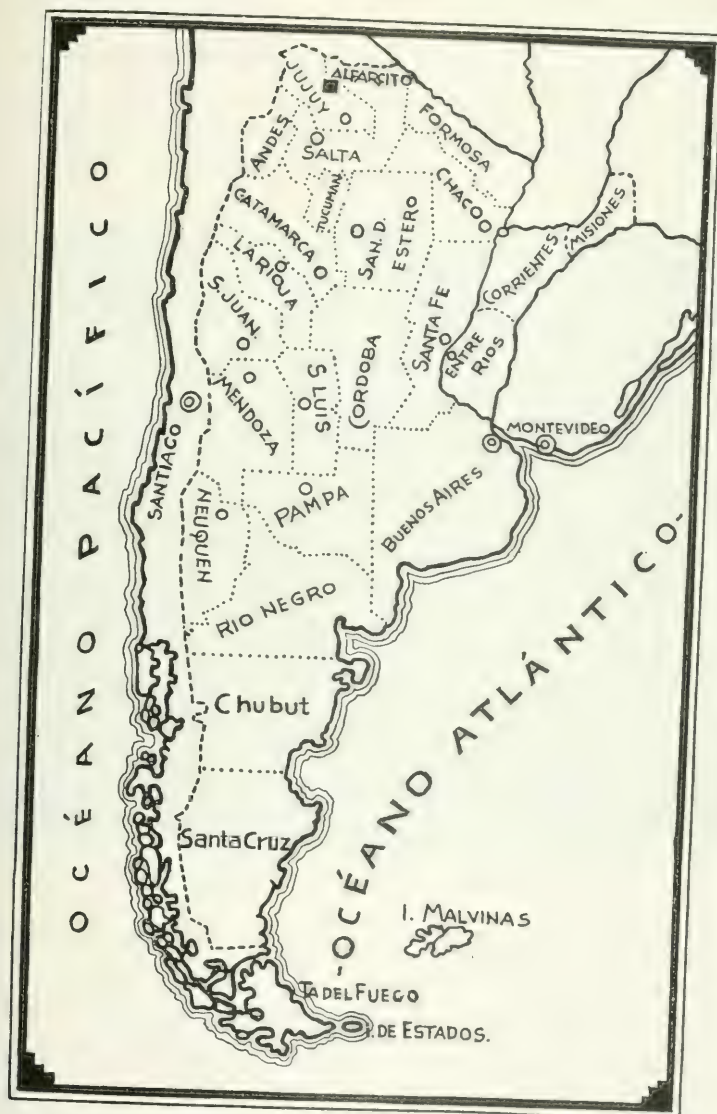 OCÉANO PACÍFICO
JUJUY
ALFARCITO
ANDES
SALTA
FORMOSA
CHACO
TUCUMAN
CATAMARCA
SAN. D.
ESTERO
LA RIOJA
CORRIENTES
MISIONES
S. JUAN.
SANTA FE
ENTRE
RIOS
MENDOZA
S LUIS
CORDOBA
MONTEVIDEO
SANTIAGO
NEUQUEN
PAMPA
BUENOS AIRES
RIO NEGRO
-OCÉANO ATLÁNTICO-
Chubut
Santa Cruz
I. MALVINAS
TA DEL FUEGO
I. DE ESTADOS.